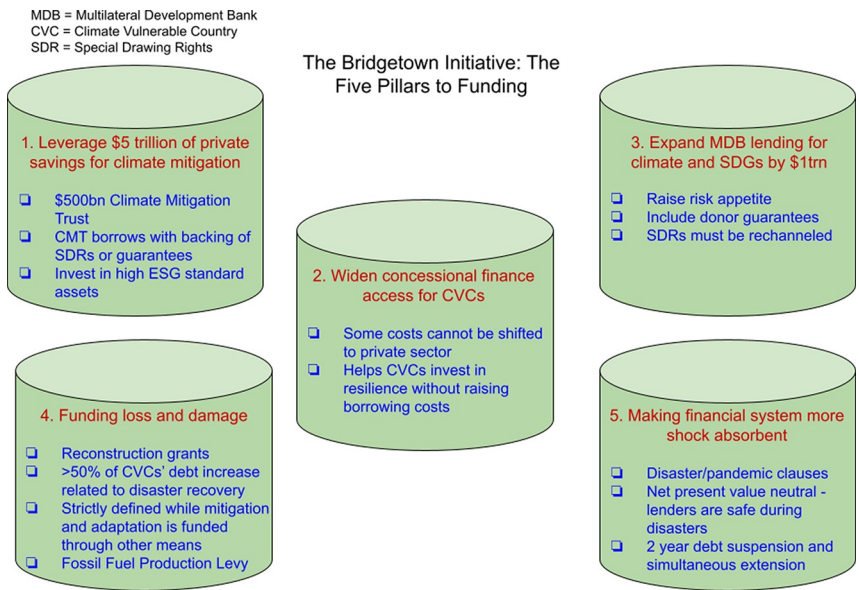 MDB = Multilateral Development Bank
CVC = Climate Vulnerable Country
SDR = Special Drawing Rights
The Bridgetown Initiative: The
Five Pillars to Funding
1. Leverage $5 trillion of private
savings for climate mitigation
$500bn Climate Mitigation
Trust
CMT borrows with backing of
SDRs or guarantees
Invest in high ESG standard
assets
2. Widen concessional finance
access for CVCs
Some costs cannot be shifted
to private sector
Helps CVCs invest in
resilience without raising
borrowing costs
3. Expand MDB lending for
climate and SDGs by $1trn
Raise risk appetite
Include donor guarantees
SDRs must be rechanneled
4. Funding loss and damage
Reconstruction grants
>50% of CVCs' debt increase
related to disaster recovery
Strictly defined while mitigation
and adaptation is funded
through other means
Fossil Fuel Production Levy
5. Making financial system more
shock absorbent
Disaster/pandemic clauses
Net present value neutral -
lenders are safe during
disasters
2 year debt suspension and
simultaneous extension